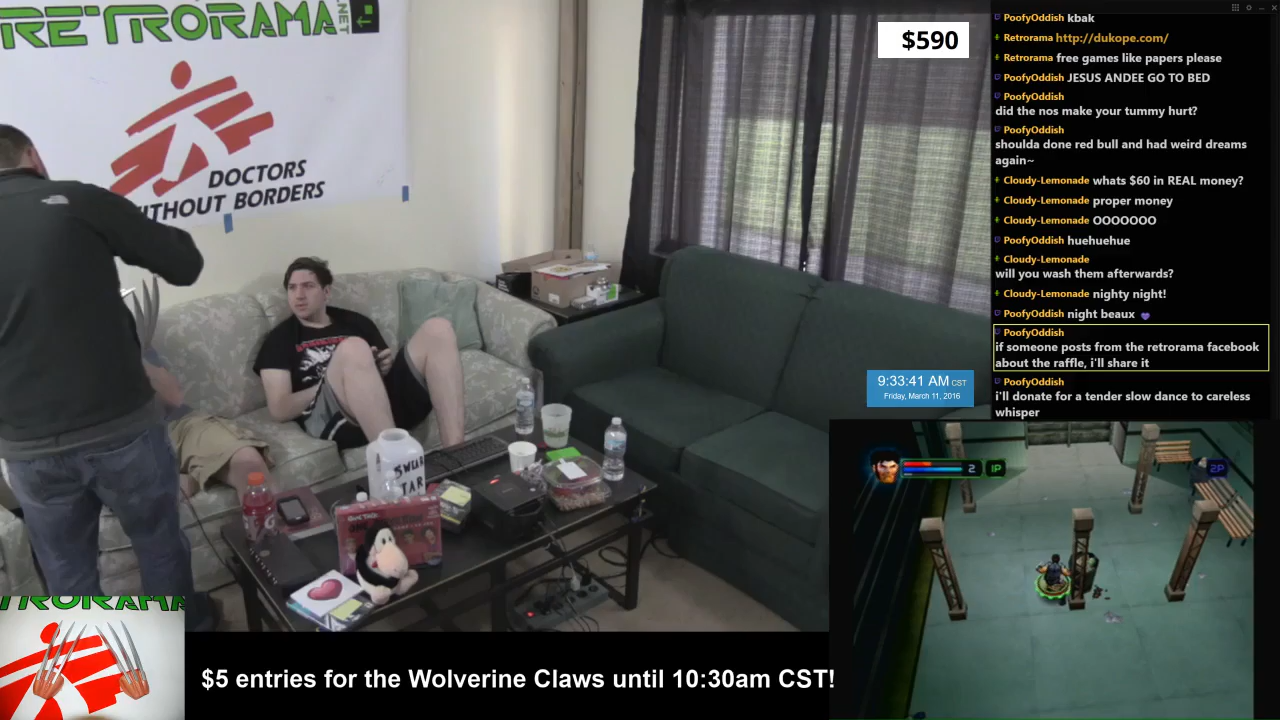 RETRORAMA
.NET
DOCTORS
WITHOUT BORDERS
$590
PoofyOddish kbak
Retrorama http://dukope.com/
Retrorama free games like papers please
PoofyOddish JESUS ANDEE GO TO BED
PoofyOddish
did the nos make your tummy hurt?
PoofyOddish
shoulda done red bull and had weird dreams
again~
Cloudy-Lemonade whats $60 in REAL money?
Cloudy-Lemonade proper money
Cloudy-Lemonade OOOOOOO
PoofyOddish huehuehue
Cloudy-Lemonade
will you wash them afterwards?
Cloudy-Lemonade nighty night!
PoofyOddish night beaux
PoofyOddish
if someone posts from the retrorama facebook
about the raffle, i'll share it
PoofyOddish
i'll donate for a tender slow dance to careless
whisper
9:33:41 AM CST
Friday, March 11, 2016
SWEAR
JAR
2 1P
2P
TRORAMA
$5 entries for the Wolverine Claws until 10:30am CST!